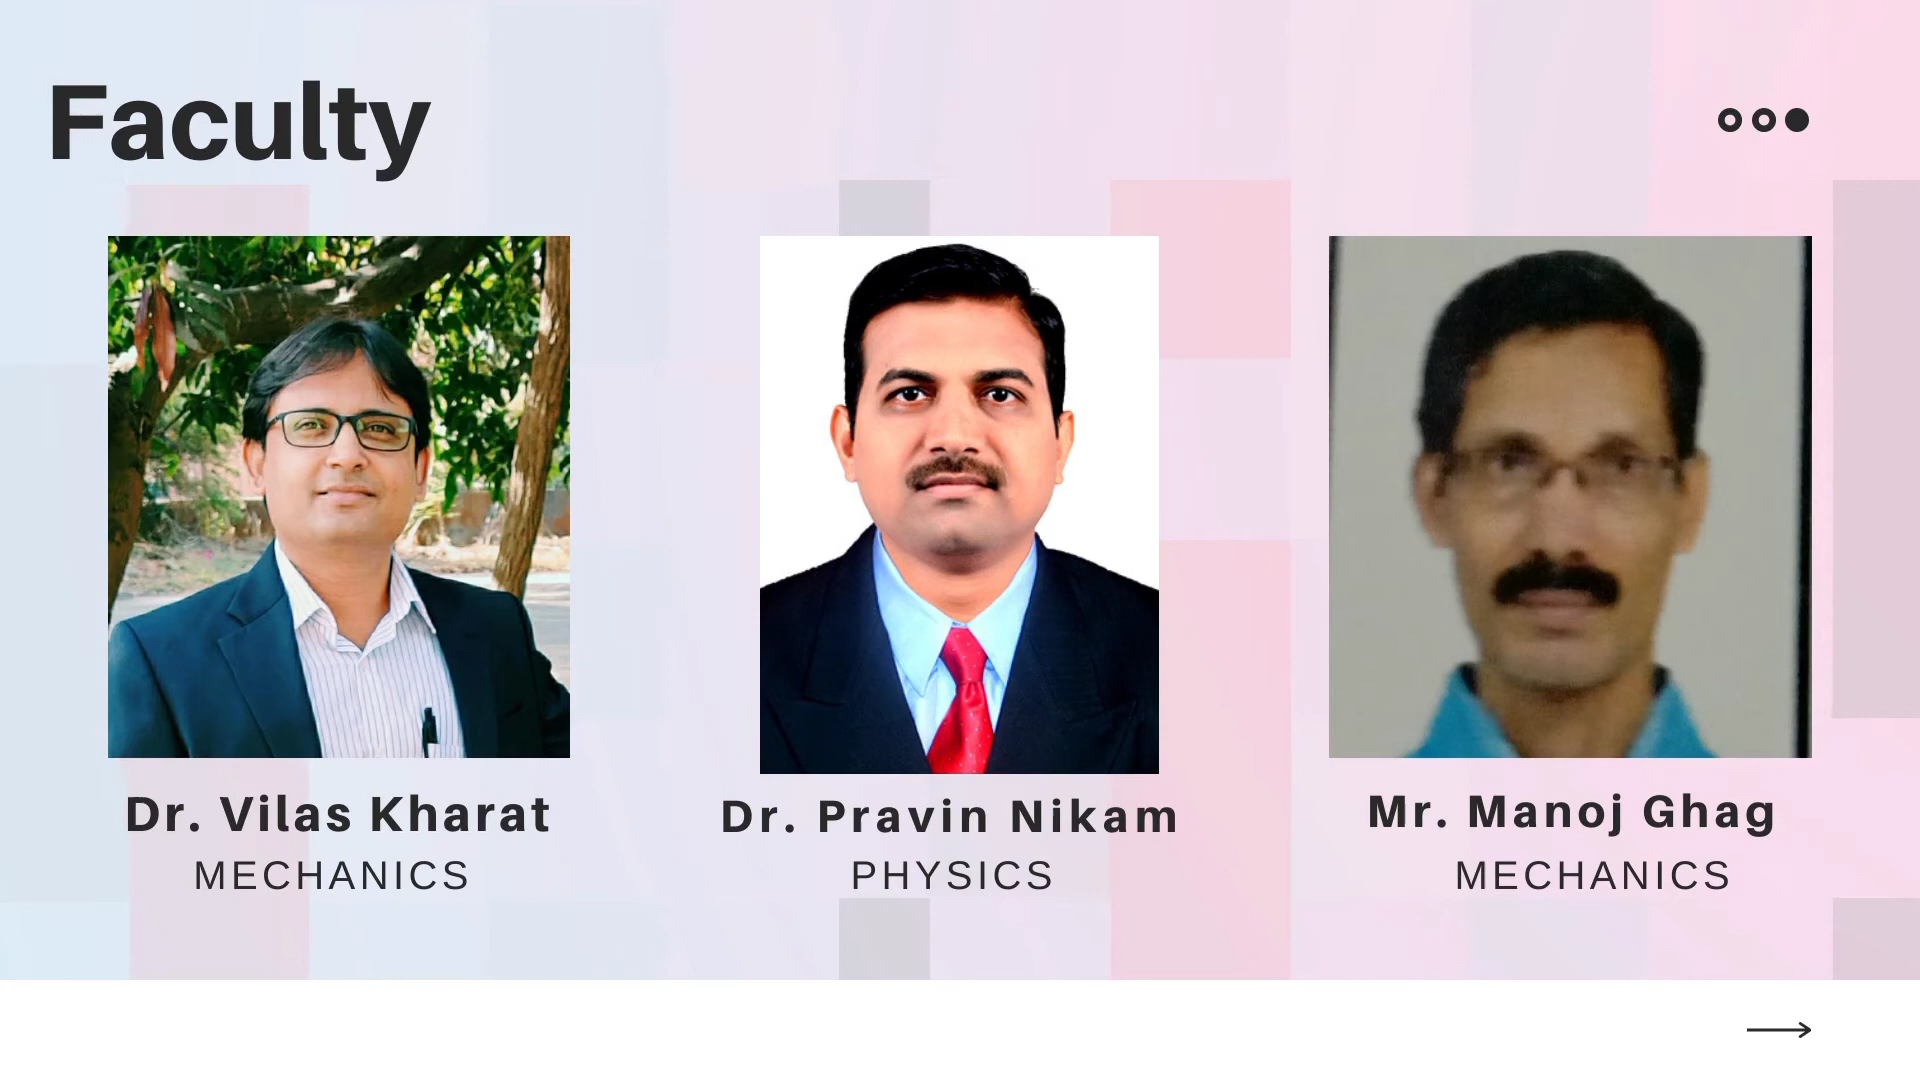 Faculty
Dr. Vilas Kharat
MECHANICS
Dr. Pravin Nikam
PHYSICS
Mr. Manoj Ghag
MECHANICS